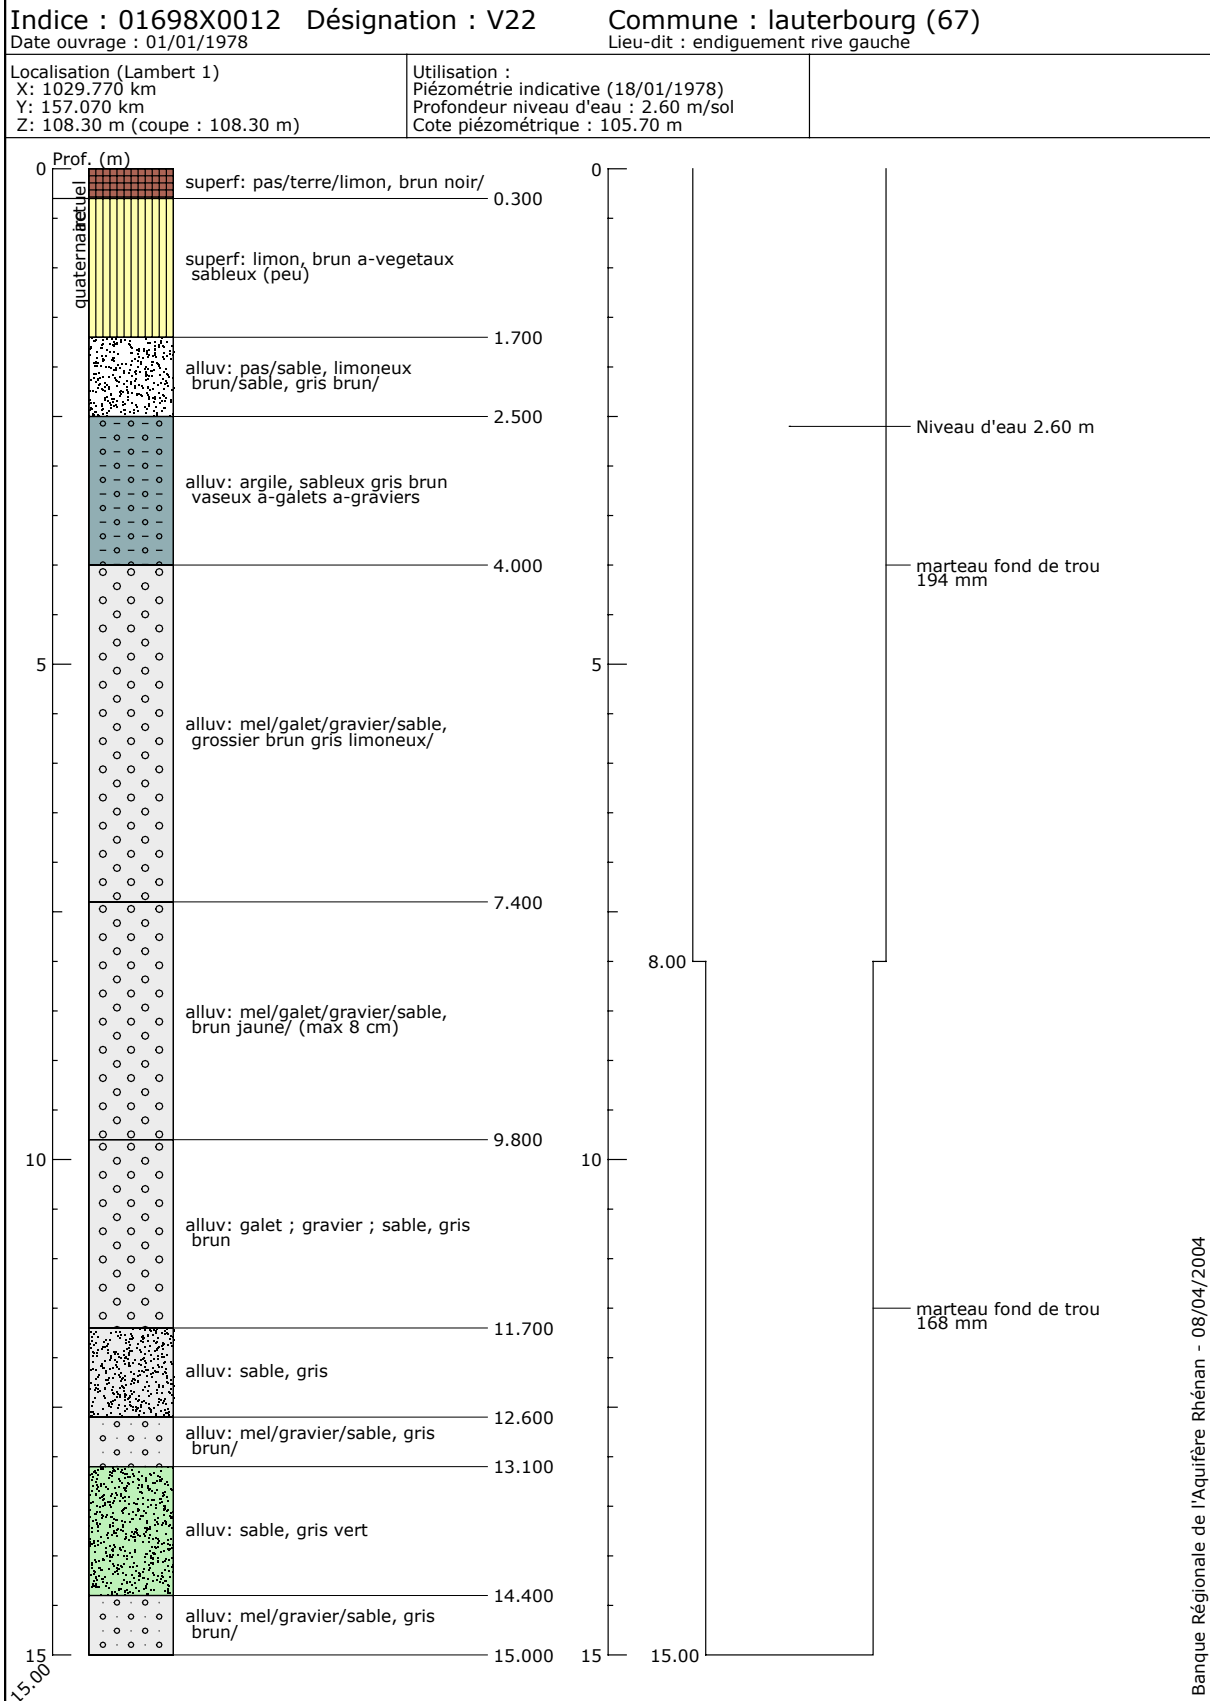 Indice : 01698X0012 Désignation : V22
Commune : lauterbourg (67)
Date ouvrage : 01/01/1978
Lieu-dit : endiguement rive gauche
Localisation (Lambert 1)
X: 1029.770 km
Y: 157.070 km
Z: 108.30 m (coupe : 108.30 m)
Utilisation :
Piézométrie indicative (18/01/1978)
Profondeur niveau d'eau : 2.60 m/sol
Cote piézométrique : 105.70 m
Prof. (m)
0
5
10
15
15.00
quaternaire
actuel
superf: pas/terre/limon, brun noir/
0.300
superf: limon, brun a-vegetaux
sableux (peu)
1.700
alluv: pas/sable, limoneux
brun/sable, gris brun/
2.500
alluv: argile, sableux gris brun
vaseux a-galets a-graviers
4.000
alluv: mel/galet/gravier/sable,
grossier brun gris limoneux/
7.400
alluv: mel/galet/gravier/sable,
brun jaune/ (max 8 cm)
9.800
alluv: galet ; gravier ; sable, gris
brun
11.700
alluv: sable, gris
12.600
alluv: mel/gravier/sable, gris
brun/
13.100
alluv: sable, gris vert
14.400
alluv: mel/gravier/sable, gris
brun/
15.000
0
5
10
15
8.00
15.00
Niveau d'eau 2.60 m
marteau fond de trou
194 mm
marteau fond de trou
168 mm
Banque Régionale de l'Aquifère Rhénan - 08/04/2004